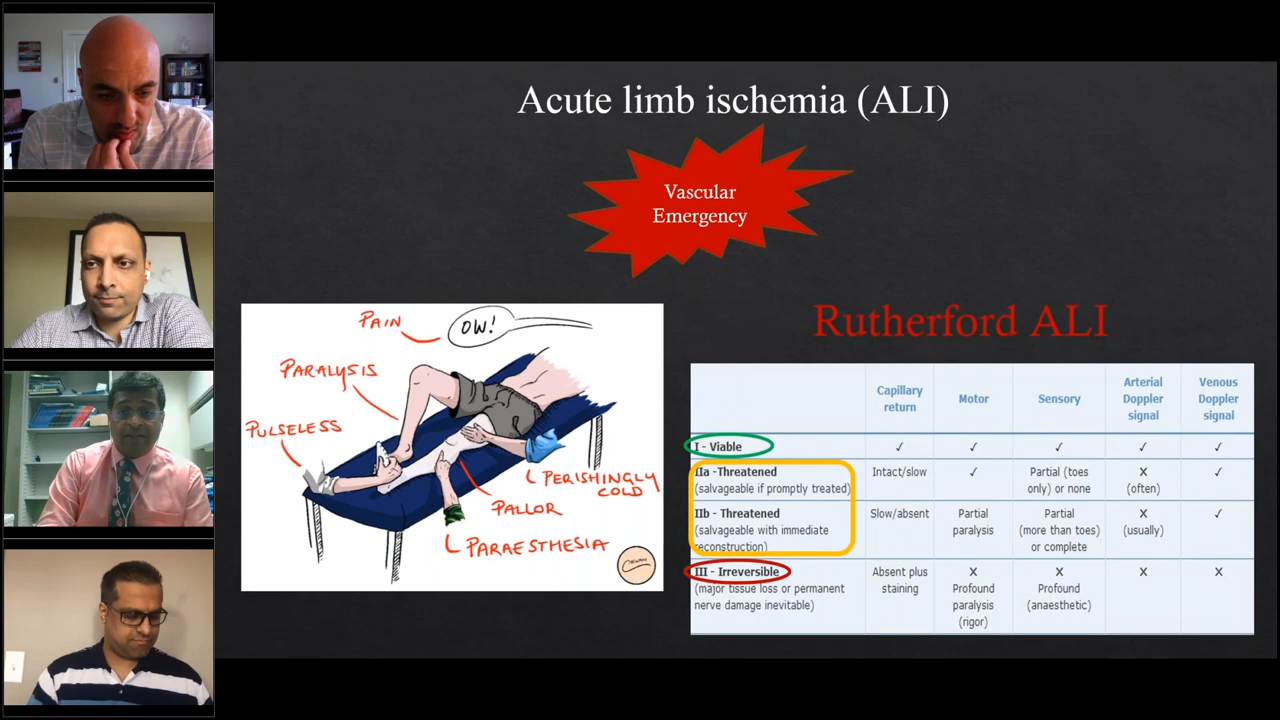 Acute limb ischemia (ALI)
Vascular
Emergency
PAIN
OW!
PARALYSIS
PULSELESS
PERISHINGLY
COLD
PALLOR
PARAESTHESIA
Rutherford ALI
Capillary
return
Motor
Sensory
Arterial
Doppler
signal
Venous
Doppler
signal
I - Viable
✓ ✓ ✓ ✓ ✓
IIa - Threatened
(salvageable if promptly treated)
Intact/slow
✓
Partial (toes
only) or none
X
(often)
✓
IIb - Threatened
(salvageable with immediate
reconstruction)
Slow/absent
Partial
paralysis
Partial
(more than toes)
or complete
X
(usually)
✓
III - Irreversible
(major tissue loss or permanent
nerve damage inevitable)
Absent plus
staining
X
Profound
paralysis
(rigor)
X
Profound
(anaesthetic)
X
X